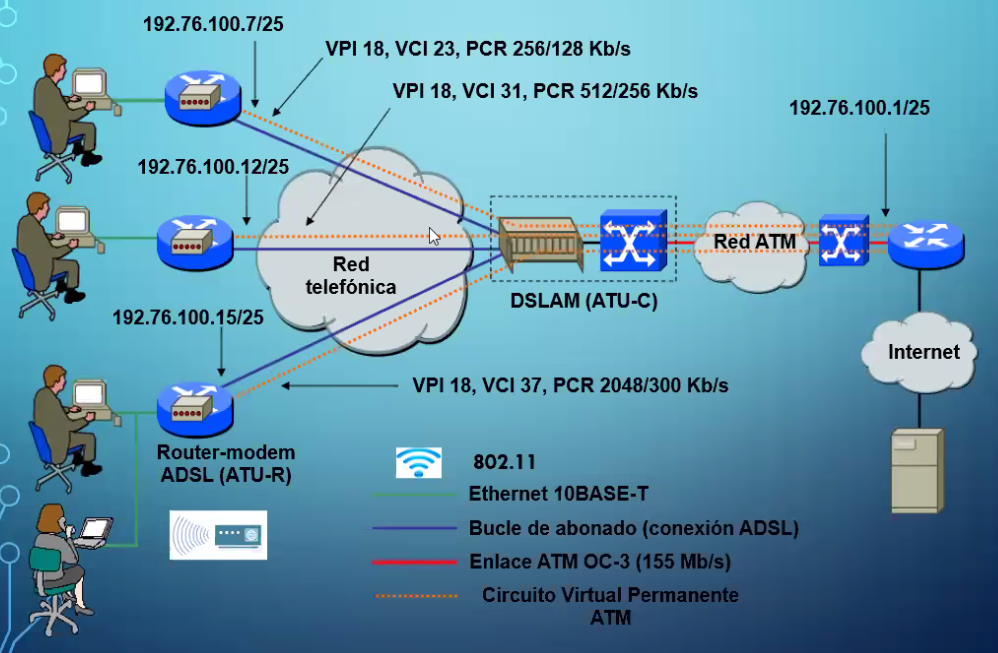 192.76.100.7/25
VPI 18, VCI 23, PCR 256/128 Kb/s
VPI 18, VCI 31, PCR 512/256 Kb/s
192.76.100.1/25
192.76.100.12/25
Red
telefónica
Red ATM
DSLAM (ATU-C)
192.76.100.15/25
Internet
VPI 18, VCI 37, PCR 2048/300 Kb/s
Router-modem
ADSL (ATU-R)
802.11
Ethernet 10BASE-T
Bucle de abonado (conexión ADSL)
Enlace ATM OC-3 (155 Mb/s)
Circuito Virtual Permanente
ATM